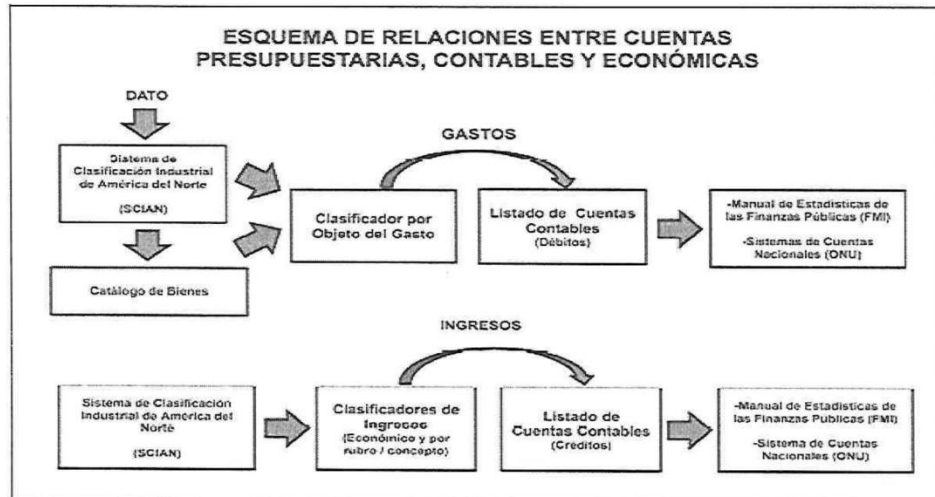 ESQUEMA DE RELACIONES ENTRE CUENTAS
PRESUPUESTARIAS, CONTABLES Y ECONÓMICAS
DATO
Sistema de
Clasificación Industrial
de América del Norte
(SCIAN)
Catálogo de Bienes
GASTOS
Clasificador por
Objeto del Gasto
Listado de Cuentas
Contables
(Débitos)
-Manual de Estadísticas de
las Finanzas Públicas (FMI)
-Sistemas de Cuentas
Nacionales (ONU)
INGRESOS
Sistema de Clasificación
Industrial de América del
Norte
(SCIAN)
Clasificadores de
Ingresos
(Económico y por
rubro / concepto)
Listado de
Cuentas Contables
(Créditos)
-Manual de Estadísticas de
las Finanzas Públicas (FMI)
-Sistema de Cuentas
Nacionales (ONU)